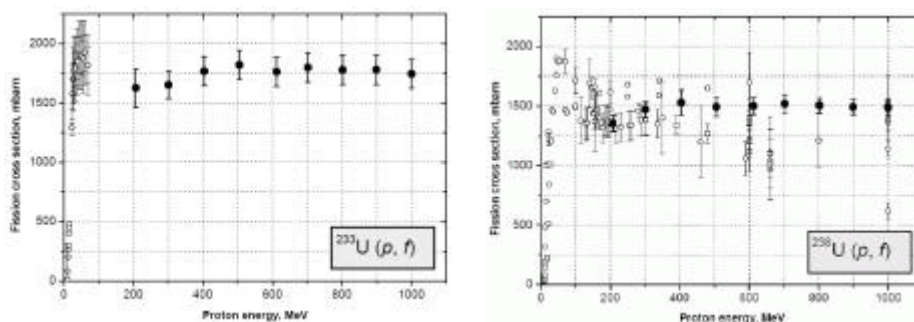 Fission cross section, mbarn
2000
1500
1000
500
0
0 200 400 600 800 1000
Proton energy, MeV
²³³U (p, f)
Fission cross section, mbarn
2000
1500
1000
500
0
0 200 400 600 800 1000
Proton energy, MeV
²³⁸U (p, f)